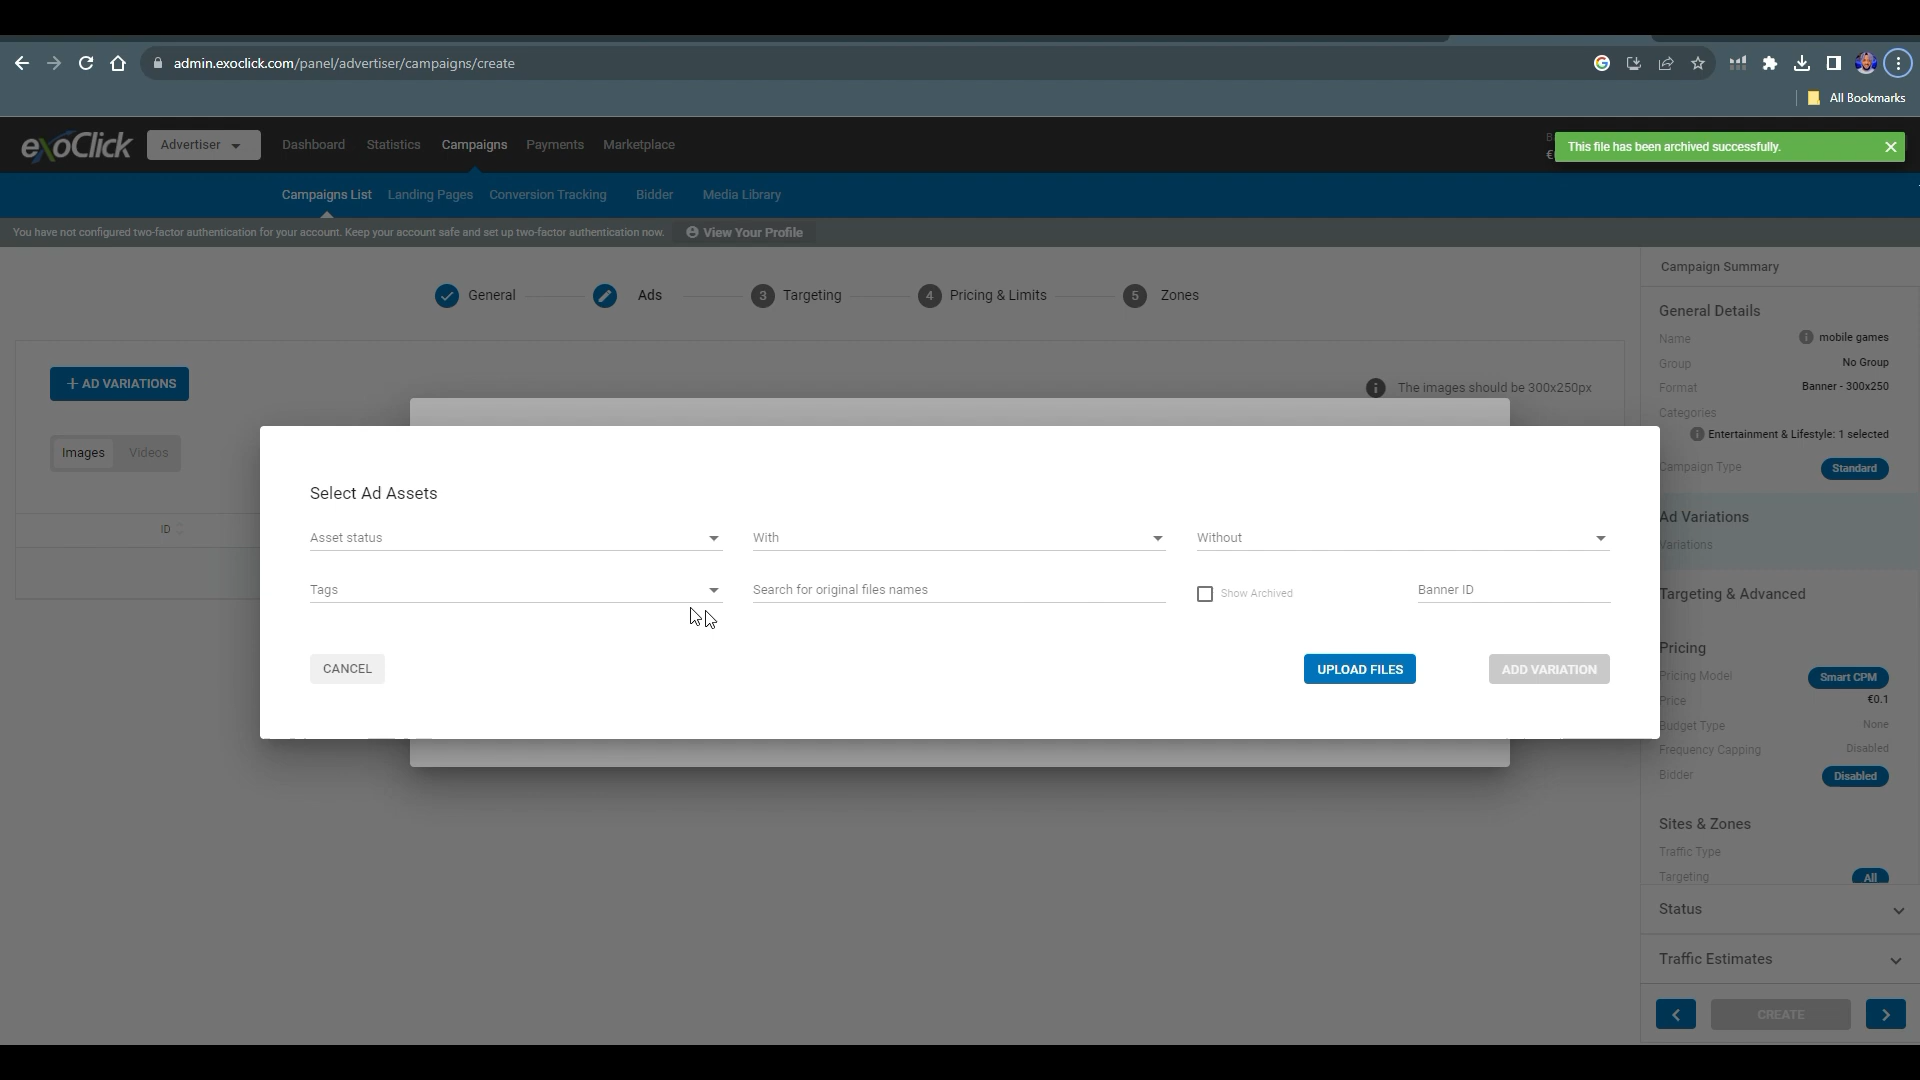 admin.exoclick.com/panel/advertiser/campaigns/create
All Bookmarks
exoClick
Advertiser
Dashboard
Statistics
Campaigns
Payments
Marketplace
This file has been archived successfully.
Campaigns List
Landing Pages
Conversion Tracking
Bidder
Media Library
You have not configured two-factor authentication for your account. Keep your account safe and set up two-factor authentication now.
View Your Profile
General
Ads
3 Targeting
4 Pricing & Limits
5 Zones
+ AD VARIATIONS
The images should be 300x250px
Images
Videos
ID
Select Ad Assets
Asset status
With
Without
Tags
Search for original files names
Show Archived
Banner ID
CANCEL
UPLOAD FILES
ADD VARIATION
Campaign Summary
General Details
Name
mobile games
Group
No Group
Format
Banner - 300x250
Categories
Entertainment & Lifestyle: 1 selected
Campaign Type
Standard
Ad Variations
Variations
Targeting & Advanced
Pricing
Pricing Model
Smart CPM
Price
€0.1
Budget Type
None
Frequency Capping
Disabled
Bidder
Disabled
Sites & Zones
Traffic Type
Targeting
All
Status
Traffic Estimates
CREATE